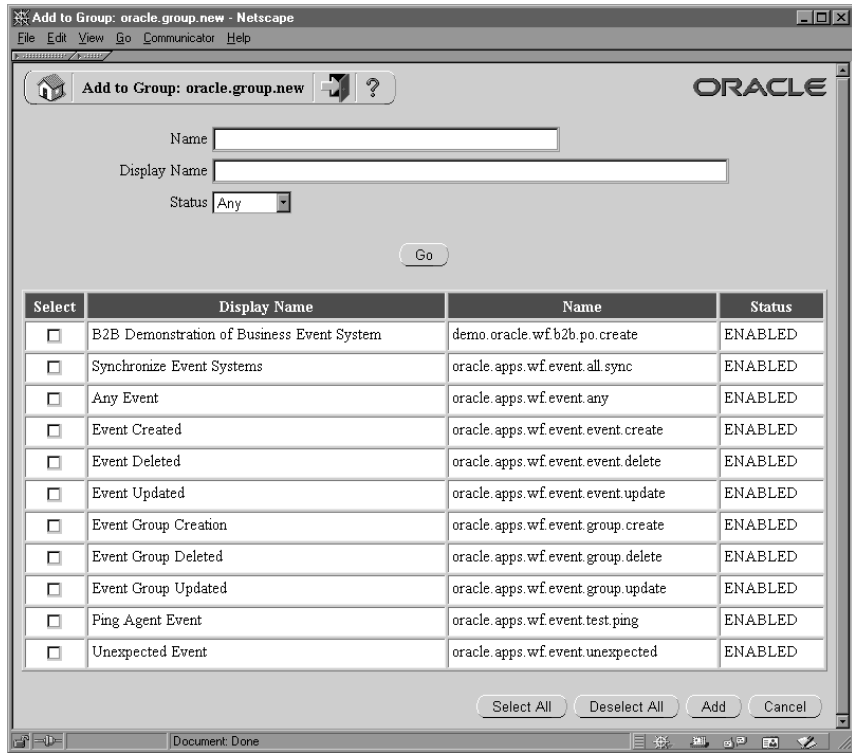 Add to Group: oracle.group.new - Netscape
File Edit View Go Communicator Help
Add to Group: oracle.group.new ?
ORACLE
Name
Display Name
Status Any
Go
Select Display Name Name Status
B2B Demonstration of Business Event System demo.oracle.wf.b2b.po.create ENABLED
Synchronize Event Systems oracle.apps.wf.event.all.sync ENABLED
Any Event oracle.apps.wf.event.any ENABLED
Event Created oracle.apps.wf.event.event.create ENABLED
Event Deleted oracle.apps.wf.event.event.delete ENABLED
Event Updated oracle.apps.wf.event.event.update ENABLED
Event Group Creation oracle.apps.wf.event.group.create ENABLED
Event Group Deleted oracle.apps.wf.event.group.delete ENABLED
Event Group Updated oracle.apps.wf.event.group.update ENABLED
Ping Agent Event oracle.apps.wf.event.test.ping ENABLED
Unexpected Event oracle.apps.wf.event.unexpected ENABLED
Select All Deselect All Add Cancel
Document: Done